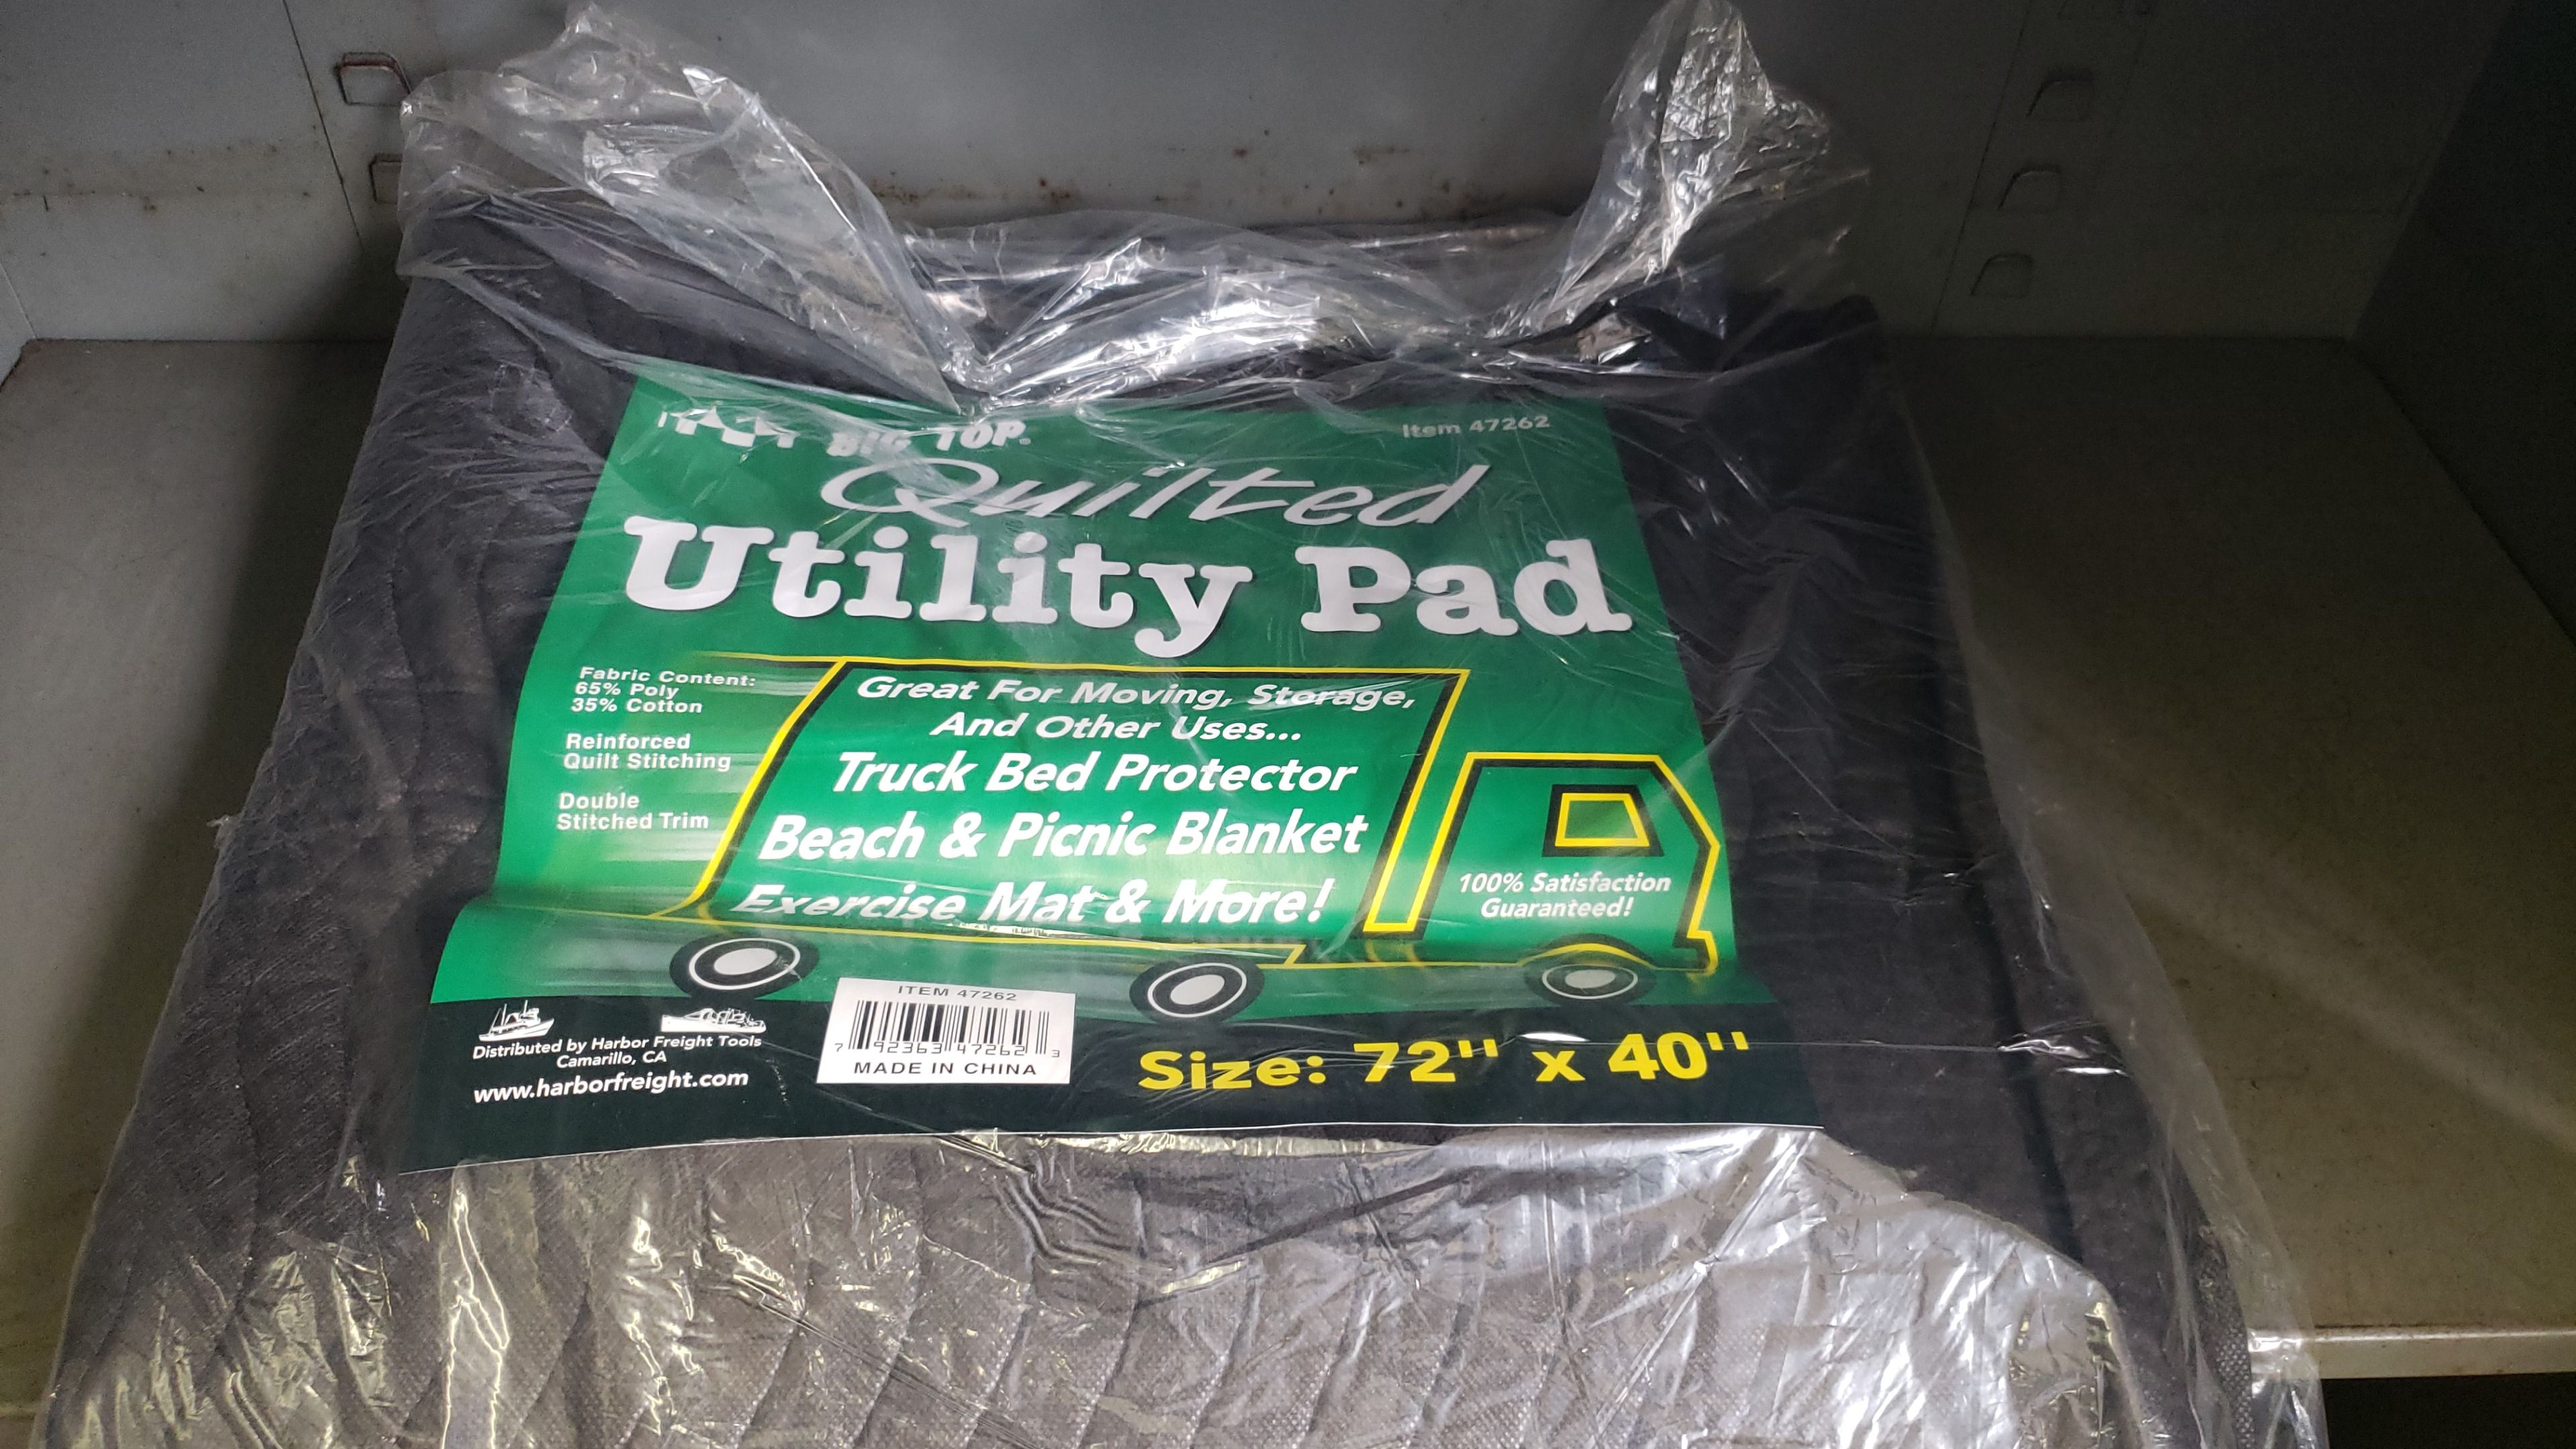 BIG TOP®
Item 47262
Quilted
Utility Pad
Fabric Content:
65% Poly
35% Cotton
Reinforced
Quilt Stitching
Double
Stitched Trim
Great For Moving, Storage,
And Other Uses...
Truck Bed Protector
Beach & Picnic Blanket
Exercise Mat & More!
100% Satisfaction
Guaranteed!
Distributed by Harbor Freight Tools
Camarillo, CA
www.harborfreight.com
ITEM 47262
7 92363 47262 3
MADE IN CHINA
Size: 72" x 40"